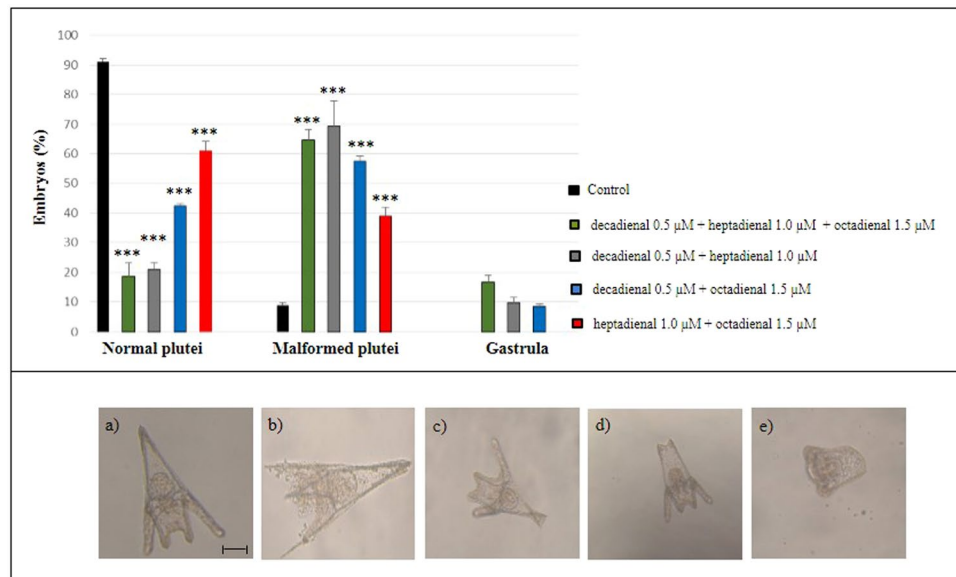 100
90
80
70
60
50
40
30
20
10
0
Embryos (%)
***
***
***
***
***
***
***
***
Normal plutei
Malformed plutei
Gastrula
Control
decadienal 0.5 µM + heptadienal 1.0 µM + octadienal 1.5 µM
decadienal 0.5 µM + heptadienal 1.0 µM
decadienal 0.5 µM + octadienal 1.5 µM
heptadienal 1.0 µM + octadienal 1.5 µM
a)
b)
c)
d)
e)